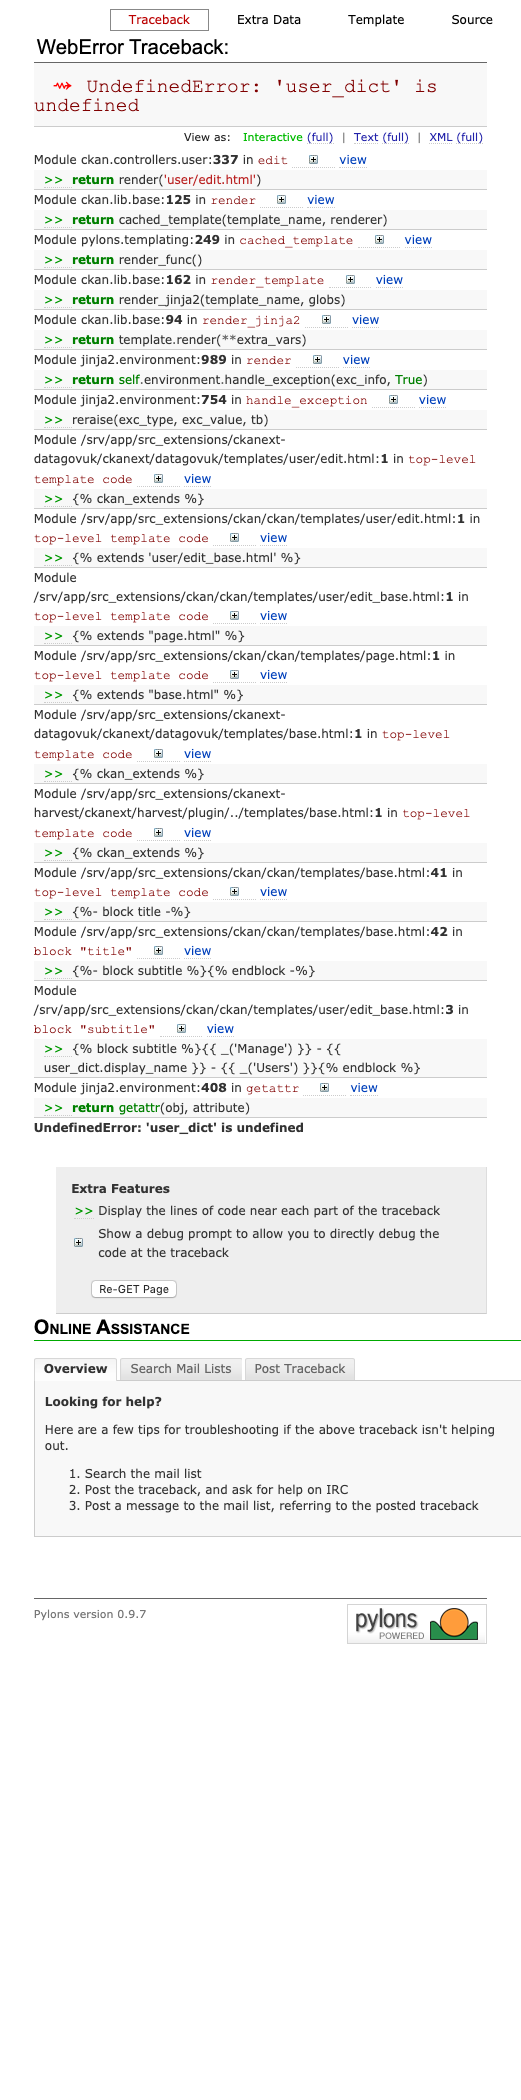 Traceback Extra Data Template Source
WebError Traceback:
⇝ UndefinedError: 'user_dict' is
undefined
View as: Interactive (full) | Text (full) | XML (full)
Module ckan.controllers.user:337 in edit view
>> return render('user/edit.html')
Module ckan.lib.base:125 in render view
>> return cached_template(template_name, renderer)
Module pylons.templating:249 in cached_template view
>> return render_func()
Module ckan.lib.base:162 in render_template view
>> return render_jinja2(template_name, globs)
Module ckan.lib.base:94 in render_jinja2 view
>> return template.render(**extra_vars)
Module jinja2.environment:989 in render view
>> return self.environment.handle_exception(exc_info, True)
Module jinja2.environment:754 in handle_exception view
>> reraise(exc_type, exc_value, tb)
Module /srv/app/src_extensions/ckanext-
datagovuk/ckanext/datagovuk/templates/user/edit.html:1 in top-level
template code view
>> {% ckan_extends %}
Module /srv/app/src_extensions/ckan/ckan/templates/user/edit.html:1 in
top-level template code view
>> {% extends 'user/edit_base.html' %}
Module
/srv/app/src_extensions/ckan/ckan/templates/user/edit_base.html:1 in
top-level template code view
>> {% extends "page.html" %}
Module /srv/app/src_extensions/ckan/ckan/templates/page.html:1 in
top-level template code view
>> {% extends "base.html" %}
Module /srv/app/src_extensions/ckanext-
datagovuk/ckanext/datagovuk/templates/base.html:1 in top-level
template code view
>> {% ckan_extends %}
Module /srv/app/src_extensions/ckanext-
harvest/ckanext/harvest/plugin/../templates/base.html:1 in top-level
template code view
>> {% ckan_extends %}
Module /srv/app/src_extensions/ckan/ckan/templates/base.html:41 in
top-level template code view
>> {%- block title -%}
Module /srv/app/src_extensions/ckan/ckan/templates/base.html:42 in
block "title" view
>> {%- block subtitle %}{% endblock -%}
Module
/srv/app/src_extensions/ckan/ckan/templates/user/edit_base.html:3 in
block "subtitle" view
>> {% block subtitle %}{{ _('Manage') }} - {{
user_dict.display_name }} - {{ _('Users') }}{% endblock %}
Module jinja2.environment:408 in getattr view
>> return getattr(obj, attribute)
UndefinedError: 'user_dict' is undefined
Extra Features
>> Display the lines of code near each part of the traceback
Show a debug prompt to allow you to directly debug the
code at the traceback
Re-GET Page
Online Assistance
Overview Search Mail Lists Post Traceback
Looking for help?
Here are a few tips for troubleshooting if the above traceback isn't helping
out.
1. Search the mail list
2. Post the traceback, and ask for help on IRC
3. Post a message to the mail list, referring to the posted traceback
Pylons version 0.9.7
pylons
POWERED